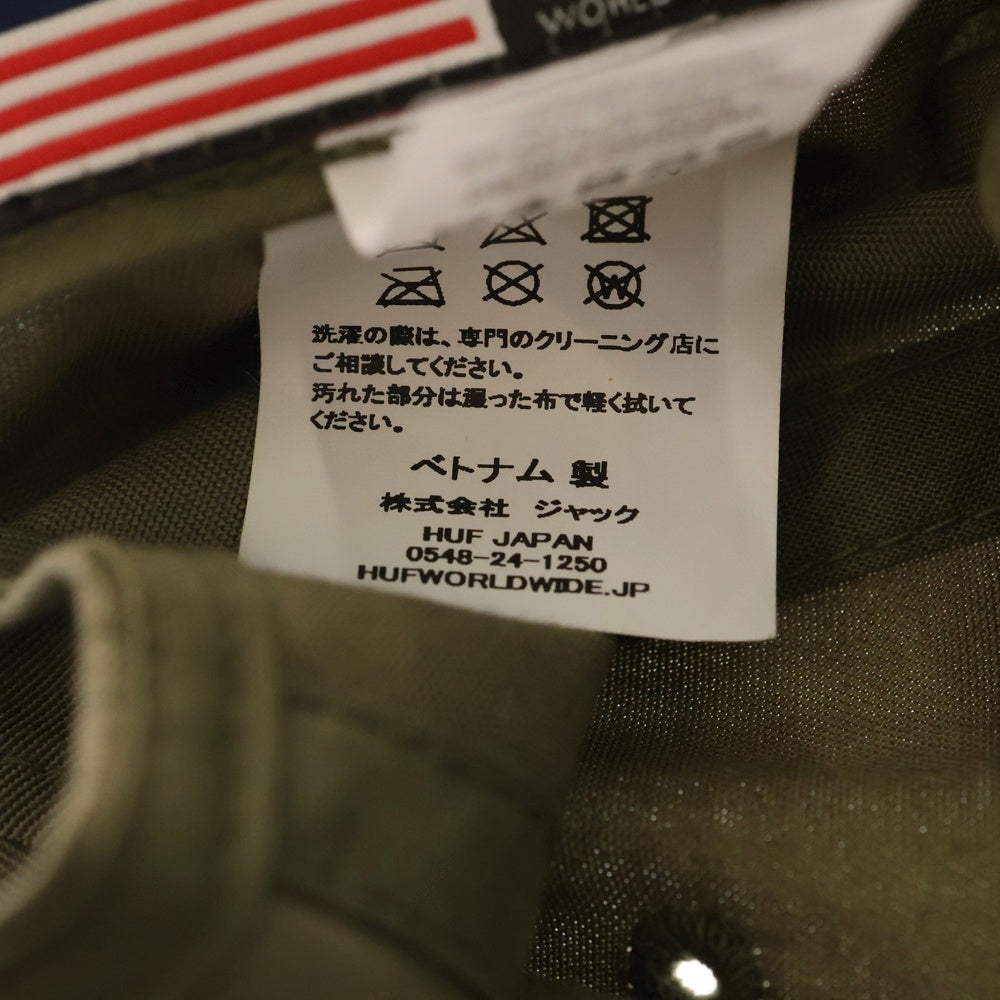 WORLD
W
洗濯の際は、専門のクリーニング店に
ご相談してください。
汚れた部分は湿った布で軽く拭いて
ください。
ベトナム 製
株式会社 ジャック
HUF JAPAN
0548-24-1250
HUFWORLDWIDE.JP